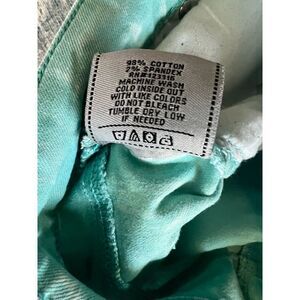 98% COTTON
2% SPANDEX
RN#123316
MACHINE WASH
COLD INSIDE OUT
WITH LIKE COLORS
DO NOT BLEACH
TUMBLE DRY LOW
IF NEEDED